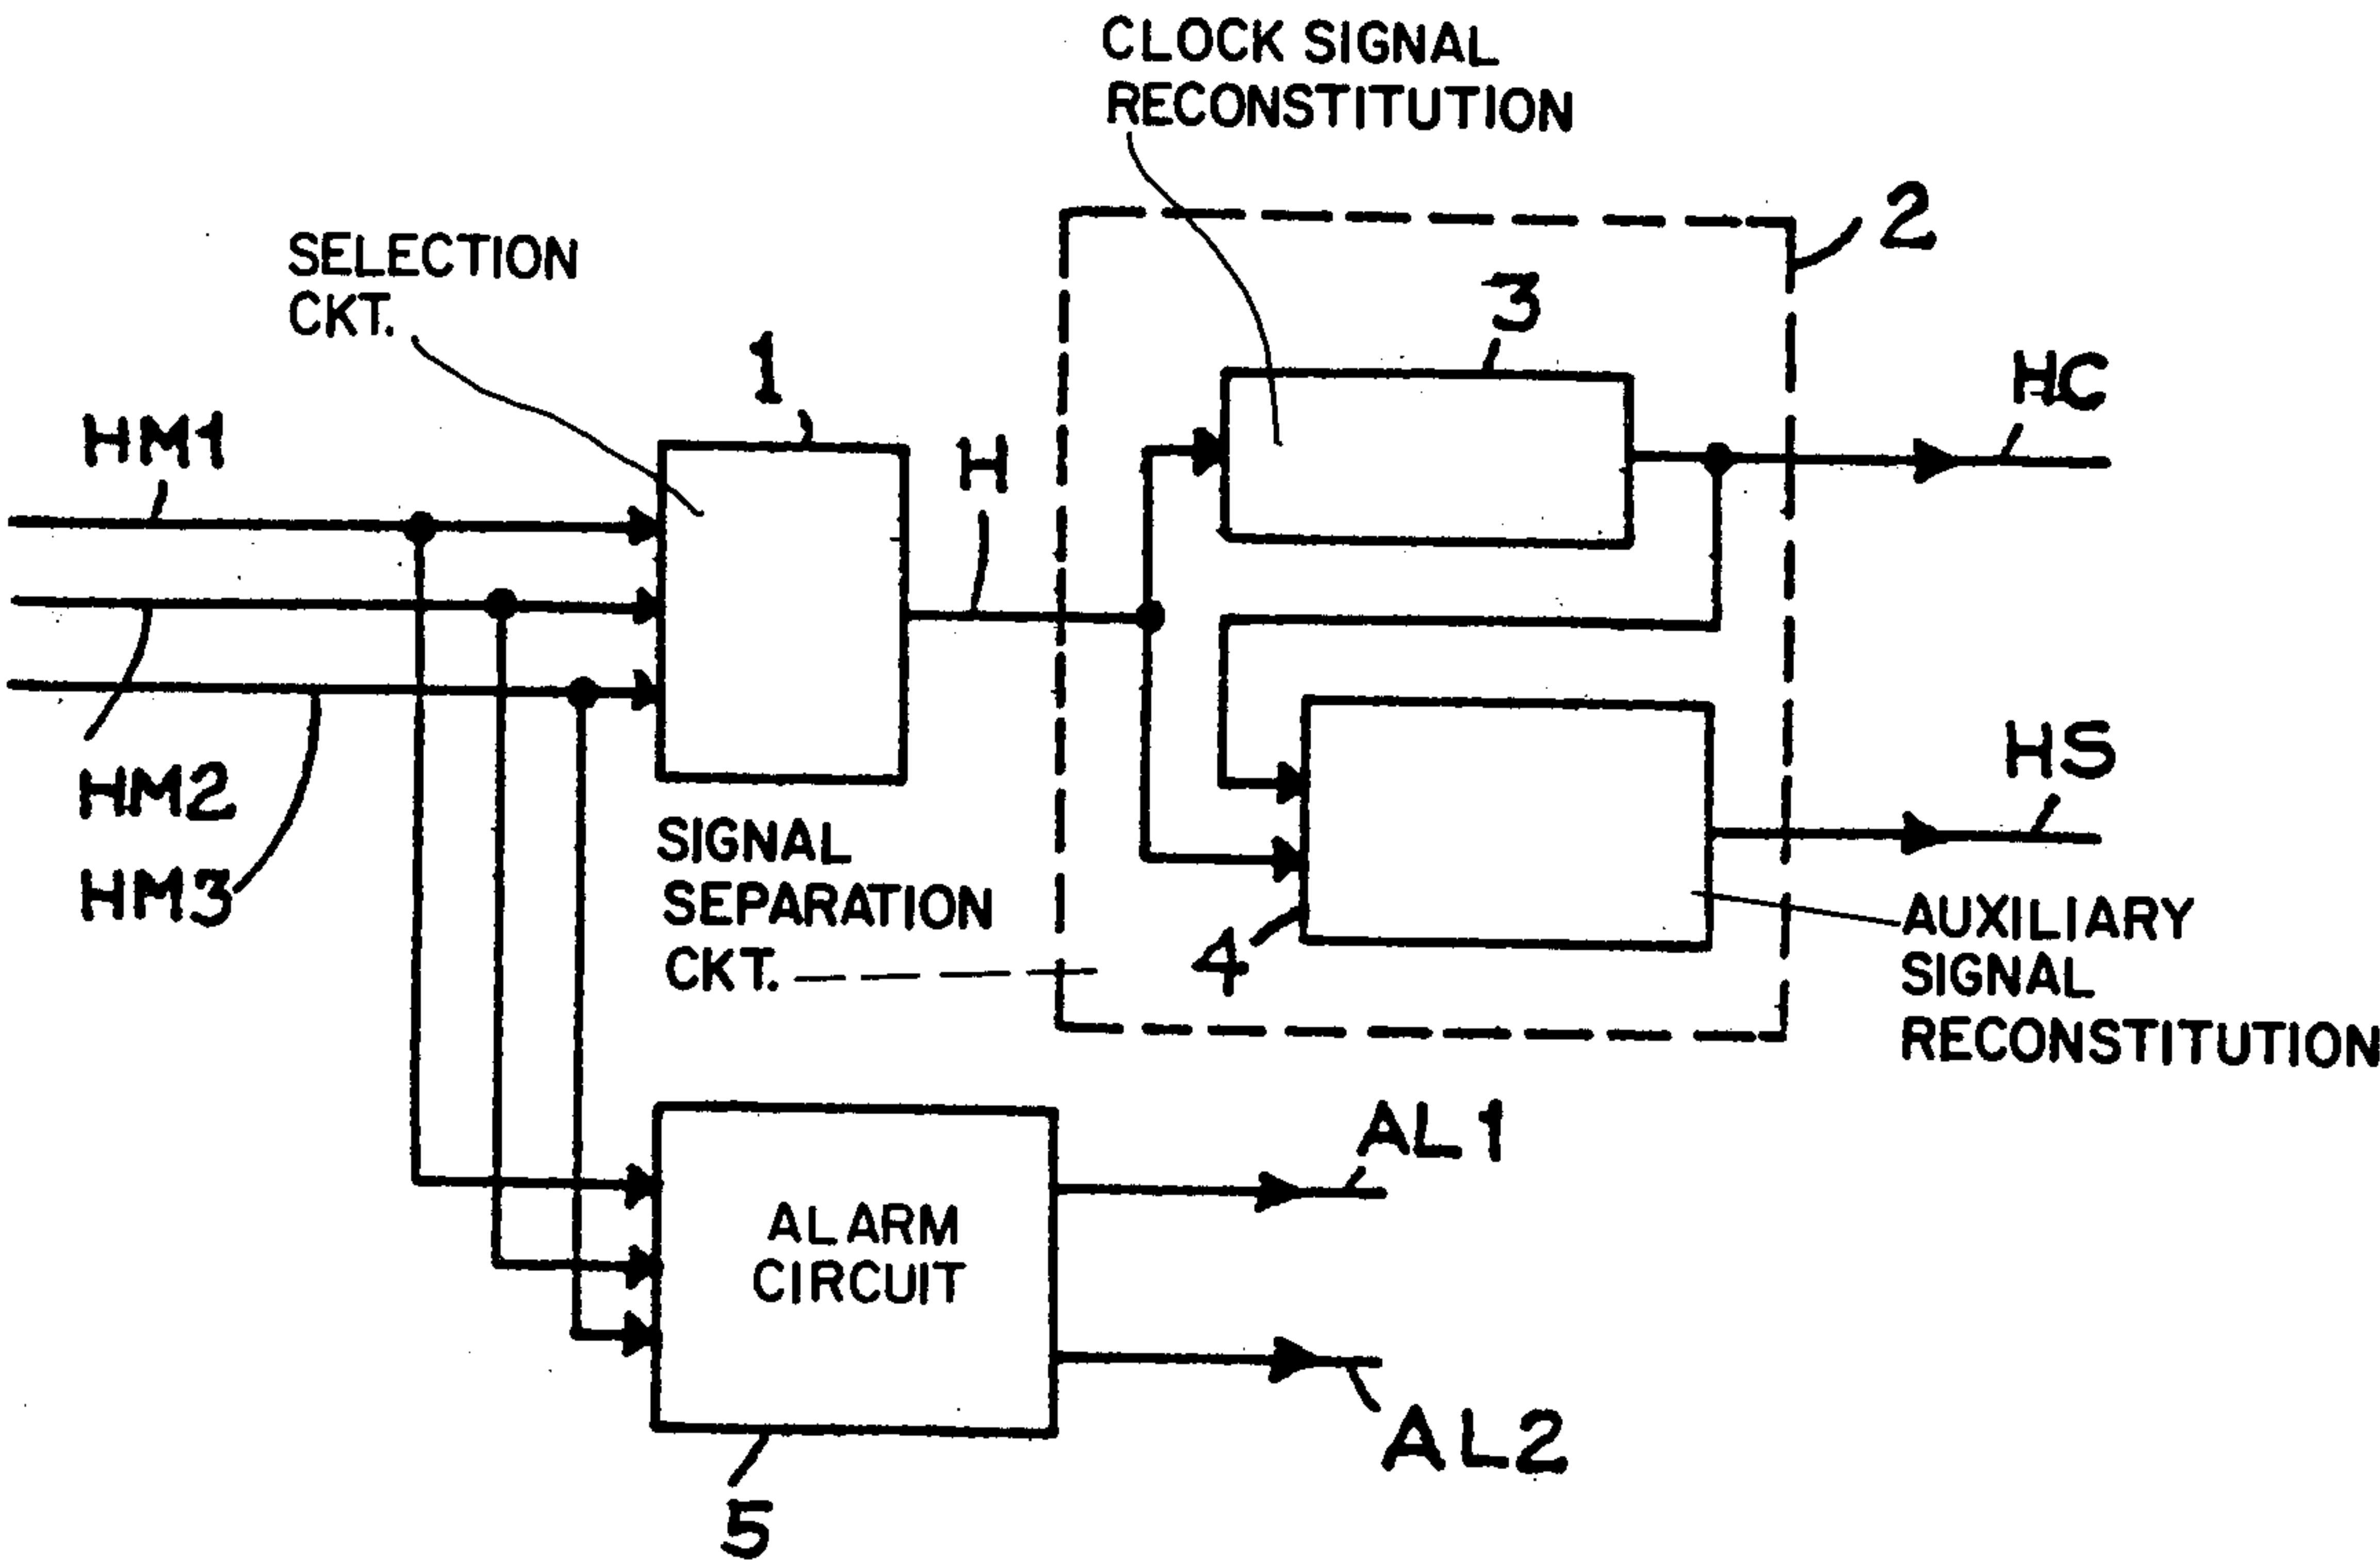 CLOCK SIGNAL
RECONSTITUTION
2
SELECTION
CKT.
3
1
HC
HM1
H
HM2
HS
SIGNAL
SEPARATION
CKT.
HM3
4
AUXILIARY
SIGNAL
RECONSTITUTION
AL1
ALARM
CIRCUIT
AL2
5